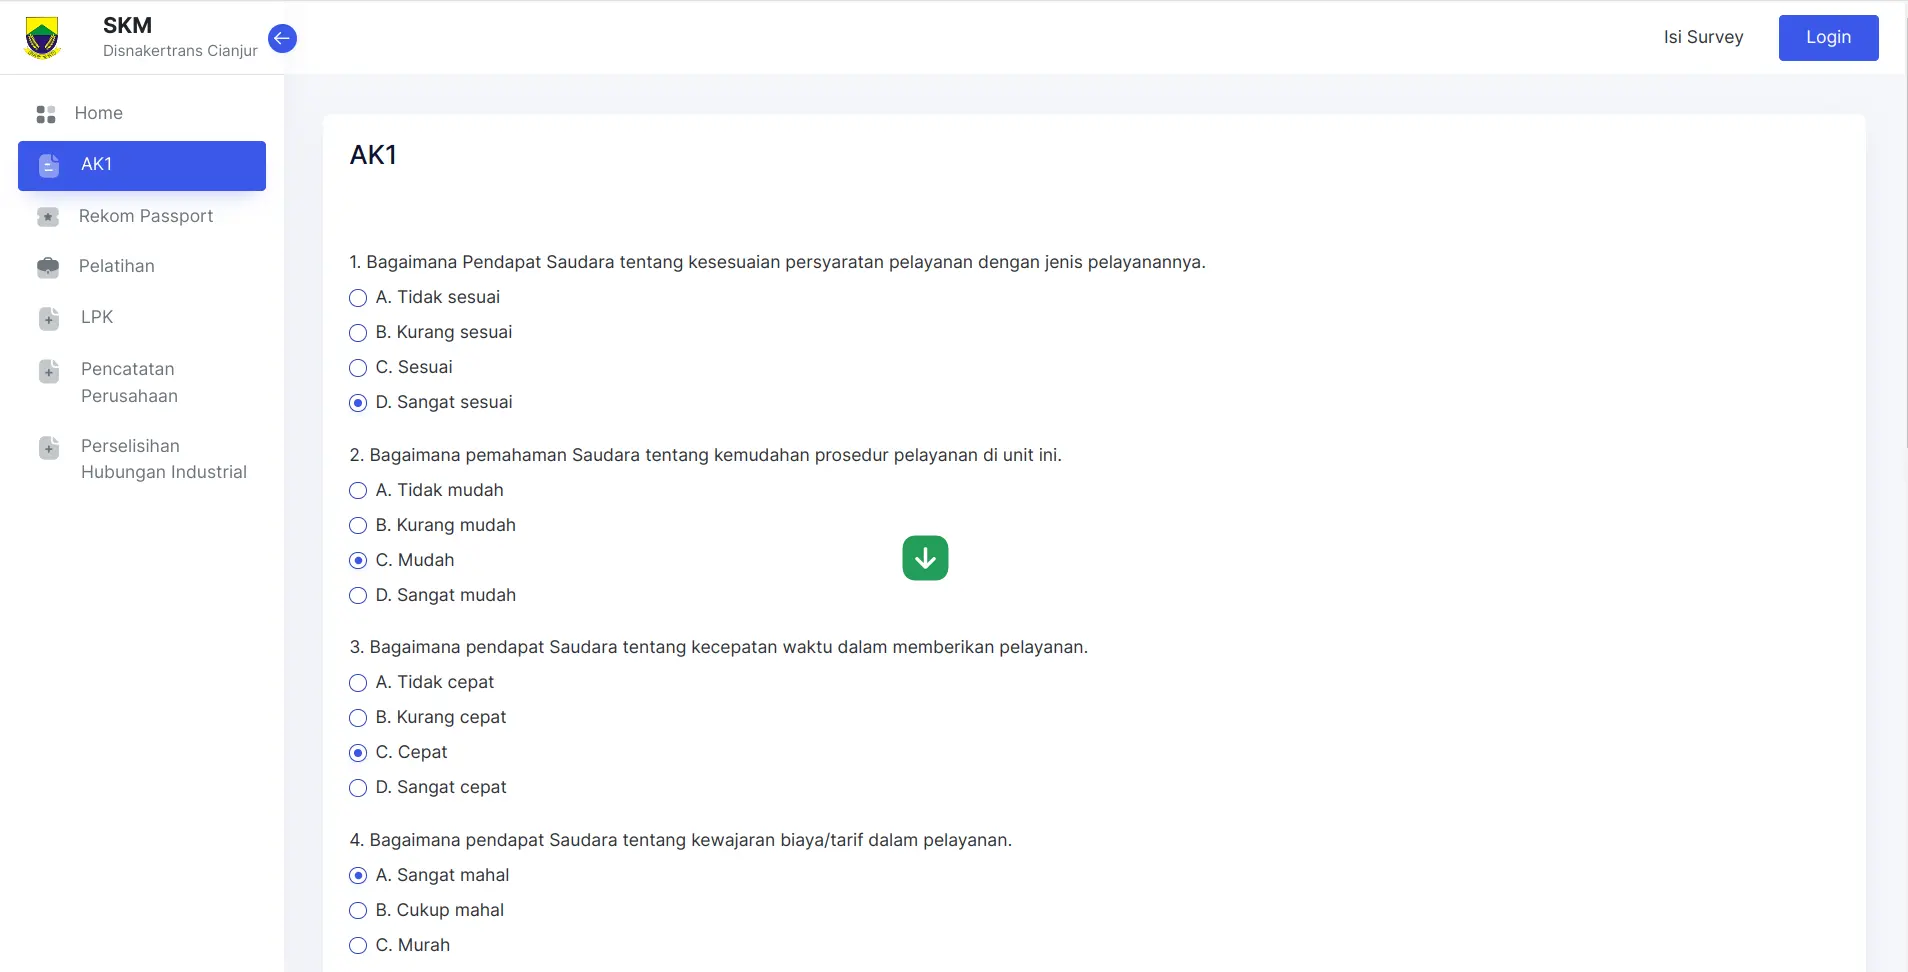 SKM
Disnakertrans Cianjur
Isi Survey
Login
Home
AK1
Rekom Passport
Pelatihan
LPK
Pencatatan
Perusahaan
Perselisihan
Hubungan Industrial
AK1
1. Bagaimana Pendapat Saudara tentang kesesuaian persyaratan pelayanan dengan jenis pelayanannya.
A. Tidak sesuai
B. Kurang sesuai
C. Sesuai
D. Sangat sesuai
2. Bagaimana pemahaman Saudara tentang kemudahan prosedur pelayanan di unit ini.
A. Tidak mudah
B. Kurang mudah
C. Mudah
D. Sangat mudah
3. Bagaimana pendapat Saudara tentang kecepatan waktu dalam memberikan pelayanan.
A. Tidak cepat
B. Kurang cepat
C. Cepat
D. Sangat cepat
4. Bagaimana pendapat Saudara tentang kewajaran biaya/tarif dalam pelayanan.
A. Sangat mahal
B. Cukup mahal
C. Murah